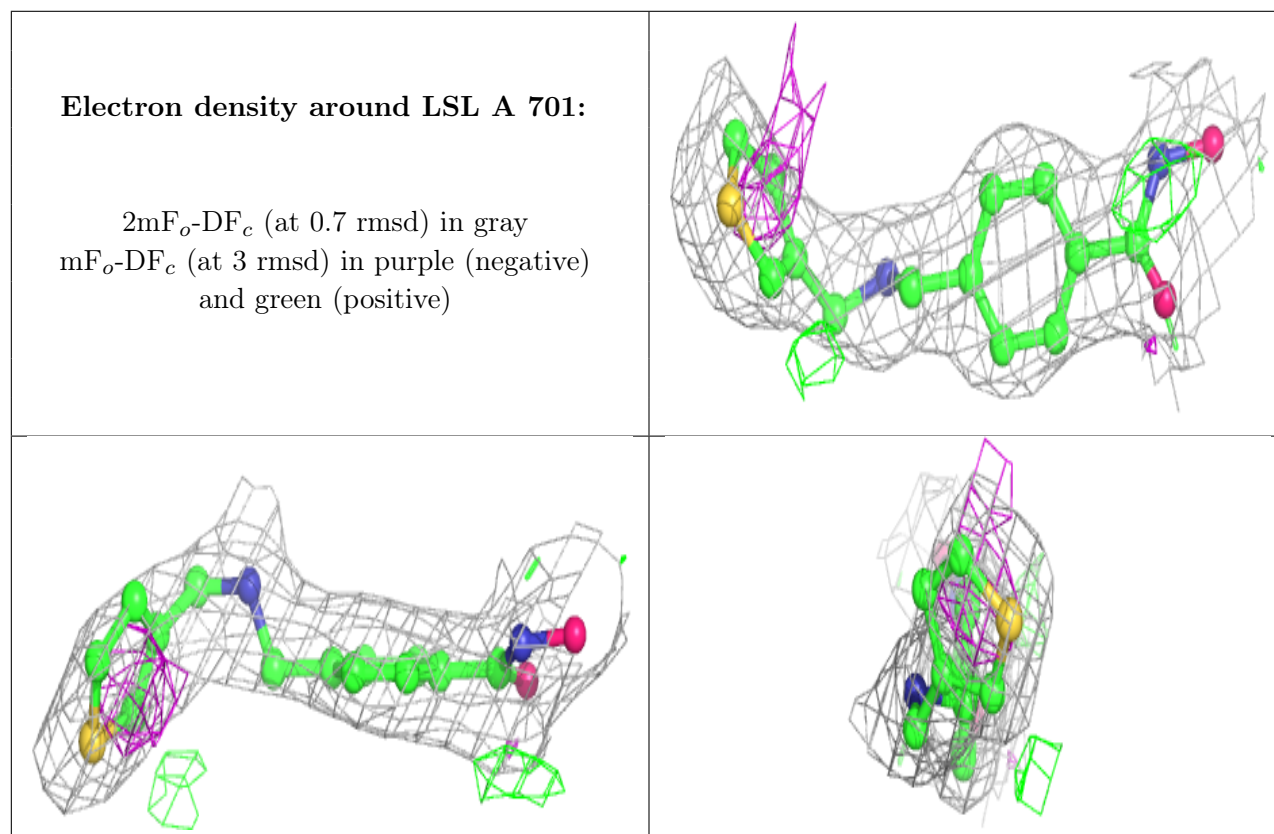 Electron density around LSL A 701:
2mFₒ-DF𝒸 (at 0.7 rmsd) in gray
mFₒ-DF𝒸 (at 3 rmsd) in purple (negative)
and green (positive)